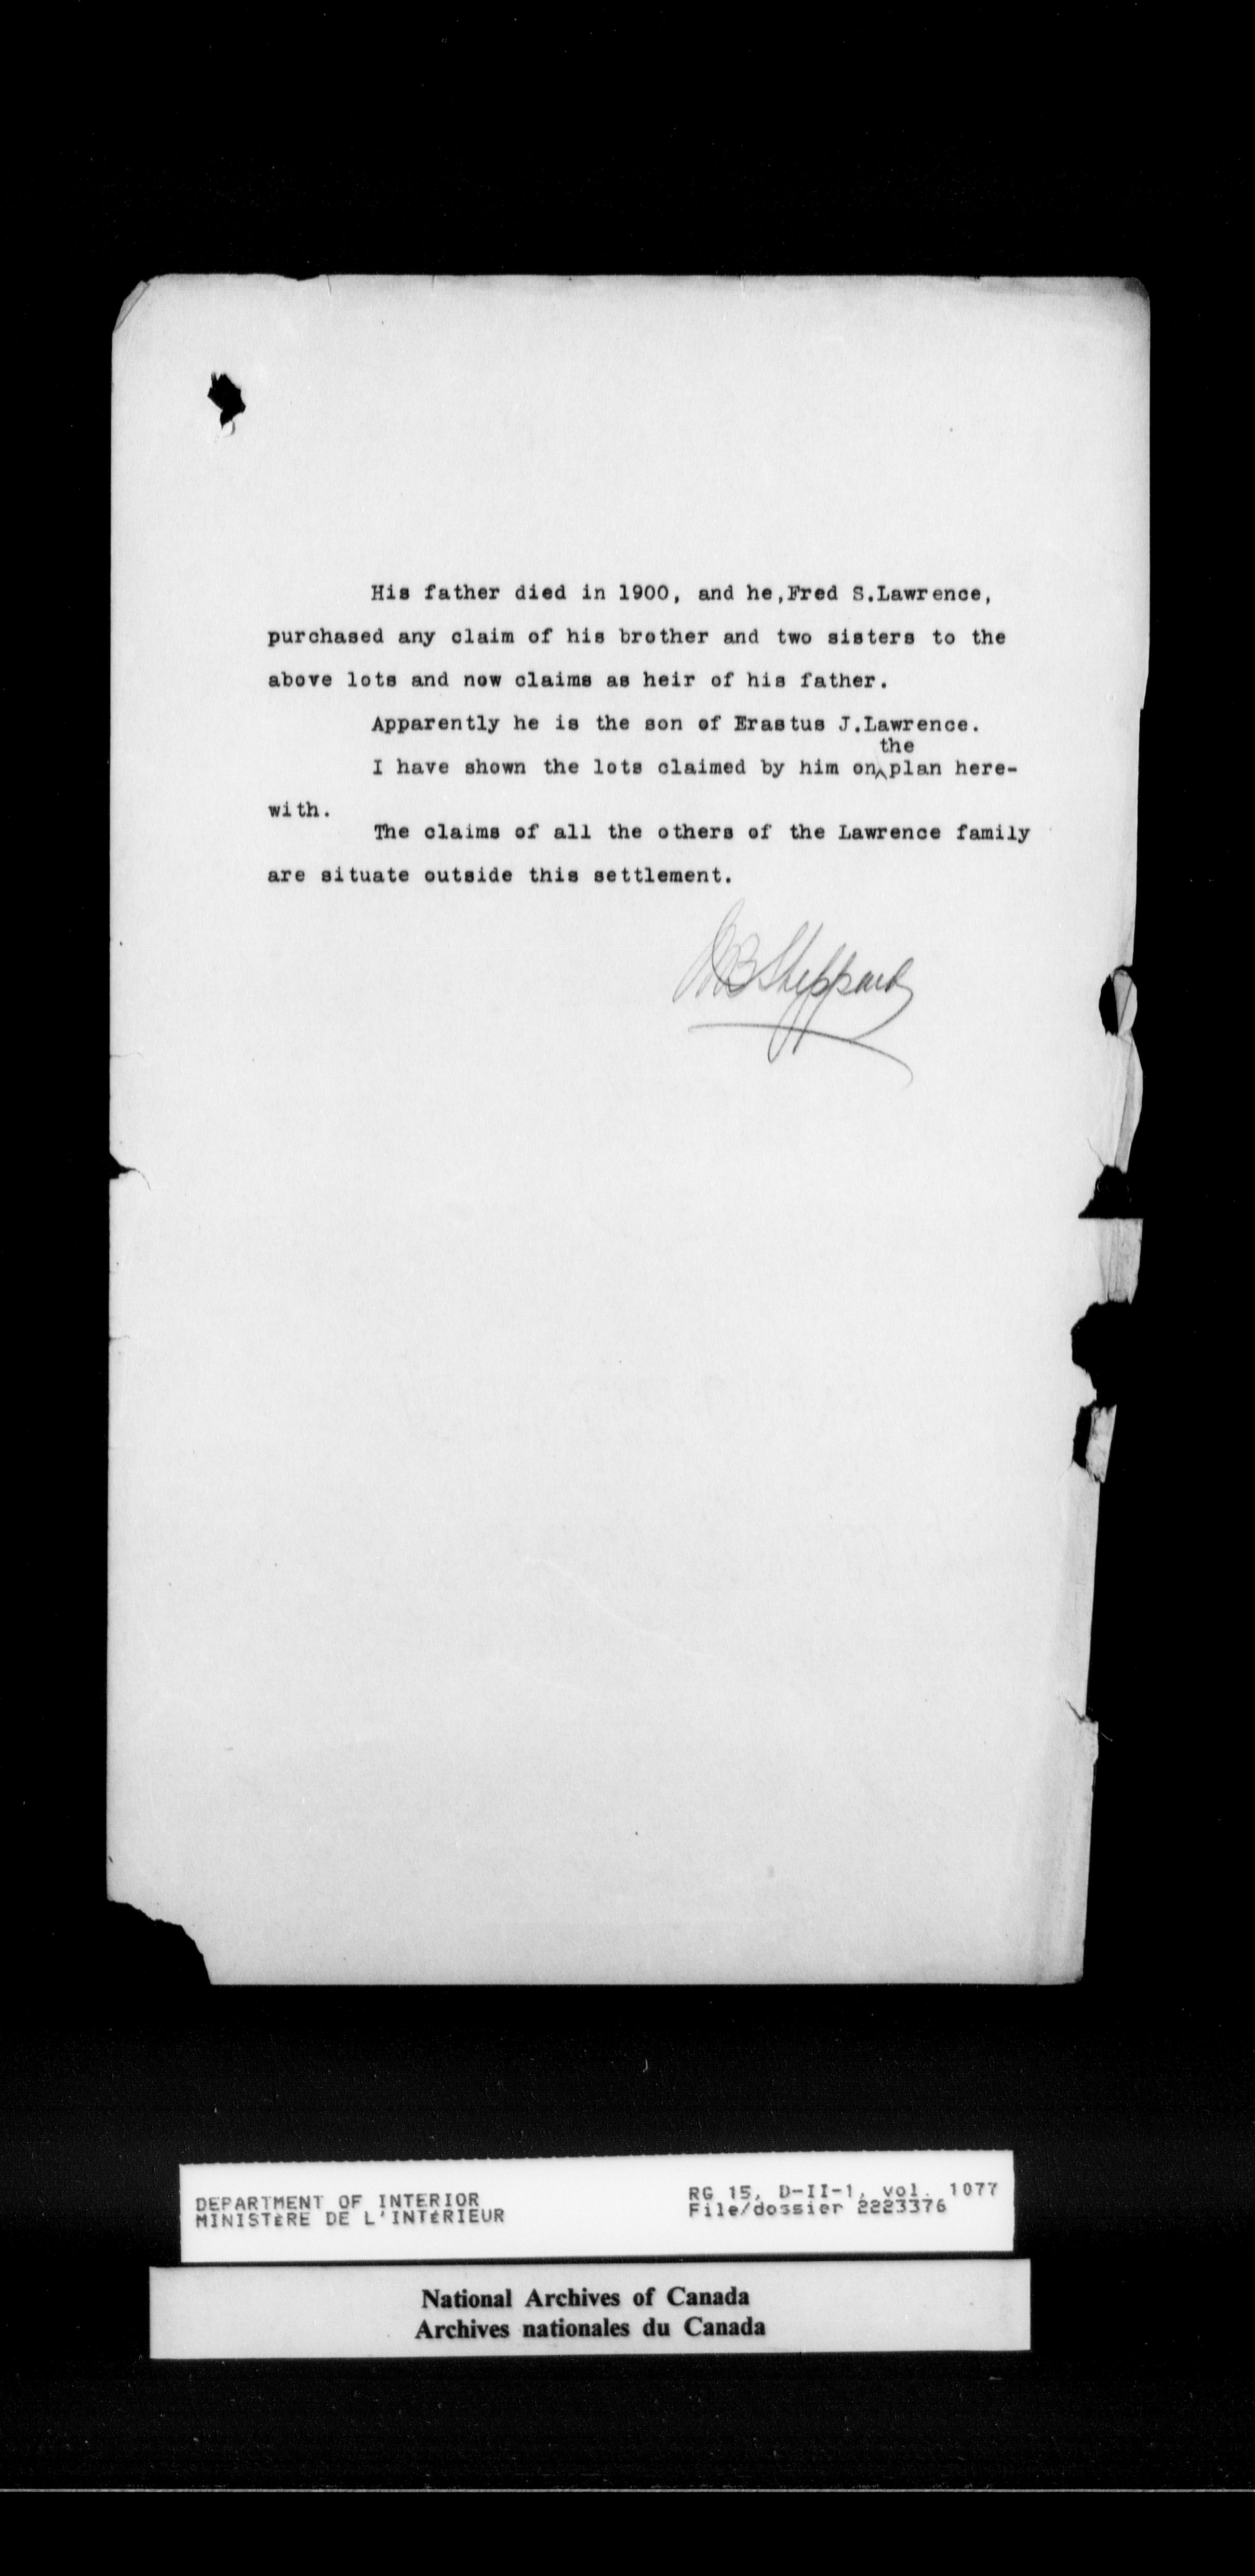 His father died in 1900, and he,Fred S.Lawrence,
purchased any claim of his brother and two sisters to the
above lots and now claims as heir of his father.
Apparently he is the son of Erastus J.Lawrence.
the
I have shown the lots claimed by him on^plan here-
with.
The claims of all the others of the Lawrence family
are situate outside this settlement.
Sheppard
DEPARTMENT OF INTERIOR
MINISTÈRE DE L'INTÉRIEUR
RG 15, D-II-1, vol. 1077
File/dossier 2223376
National Archives of Canada
Archives nationales du Canada